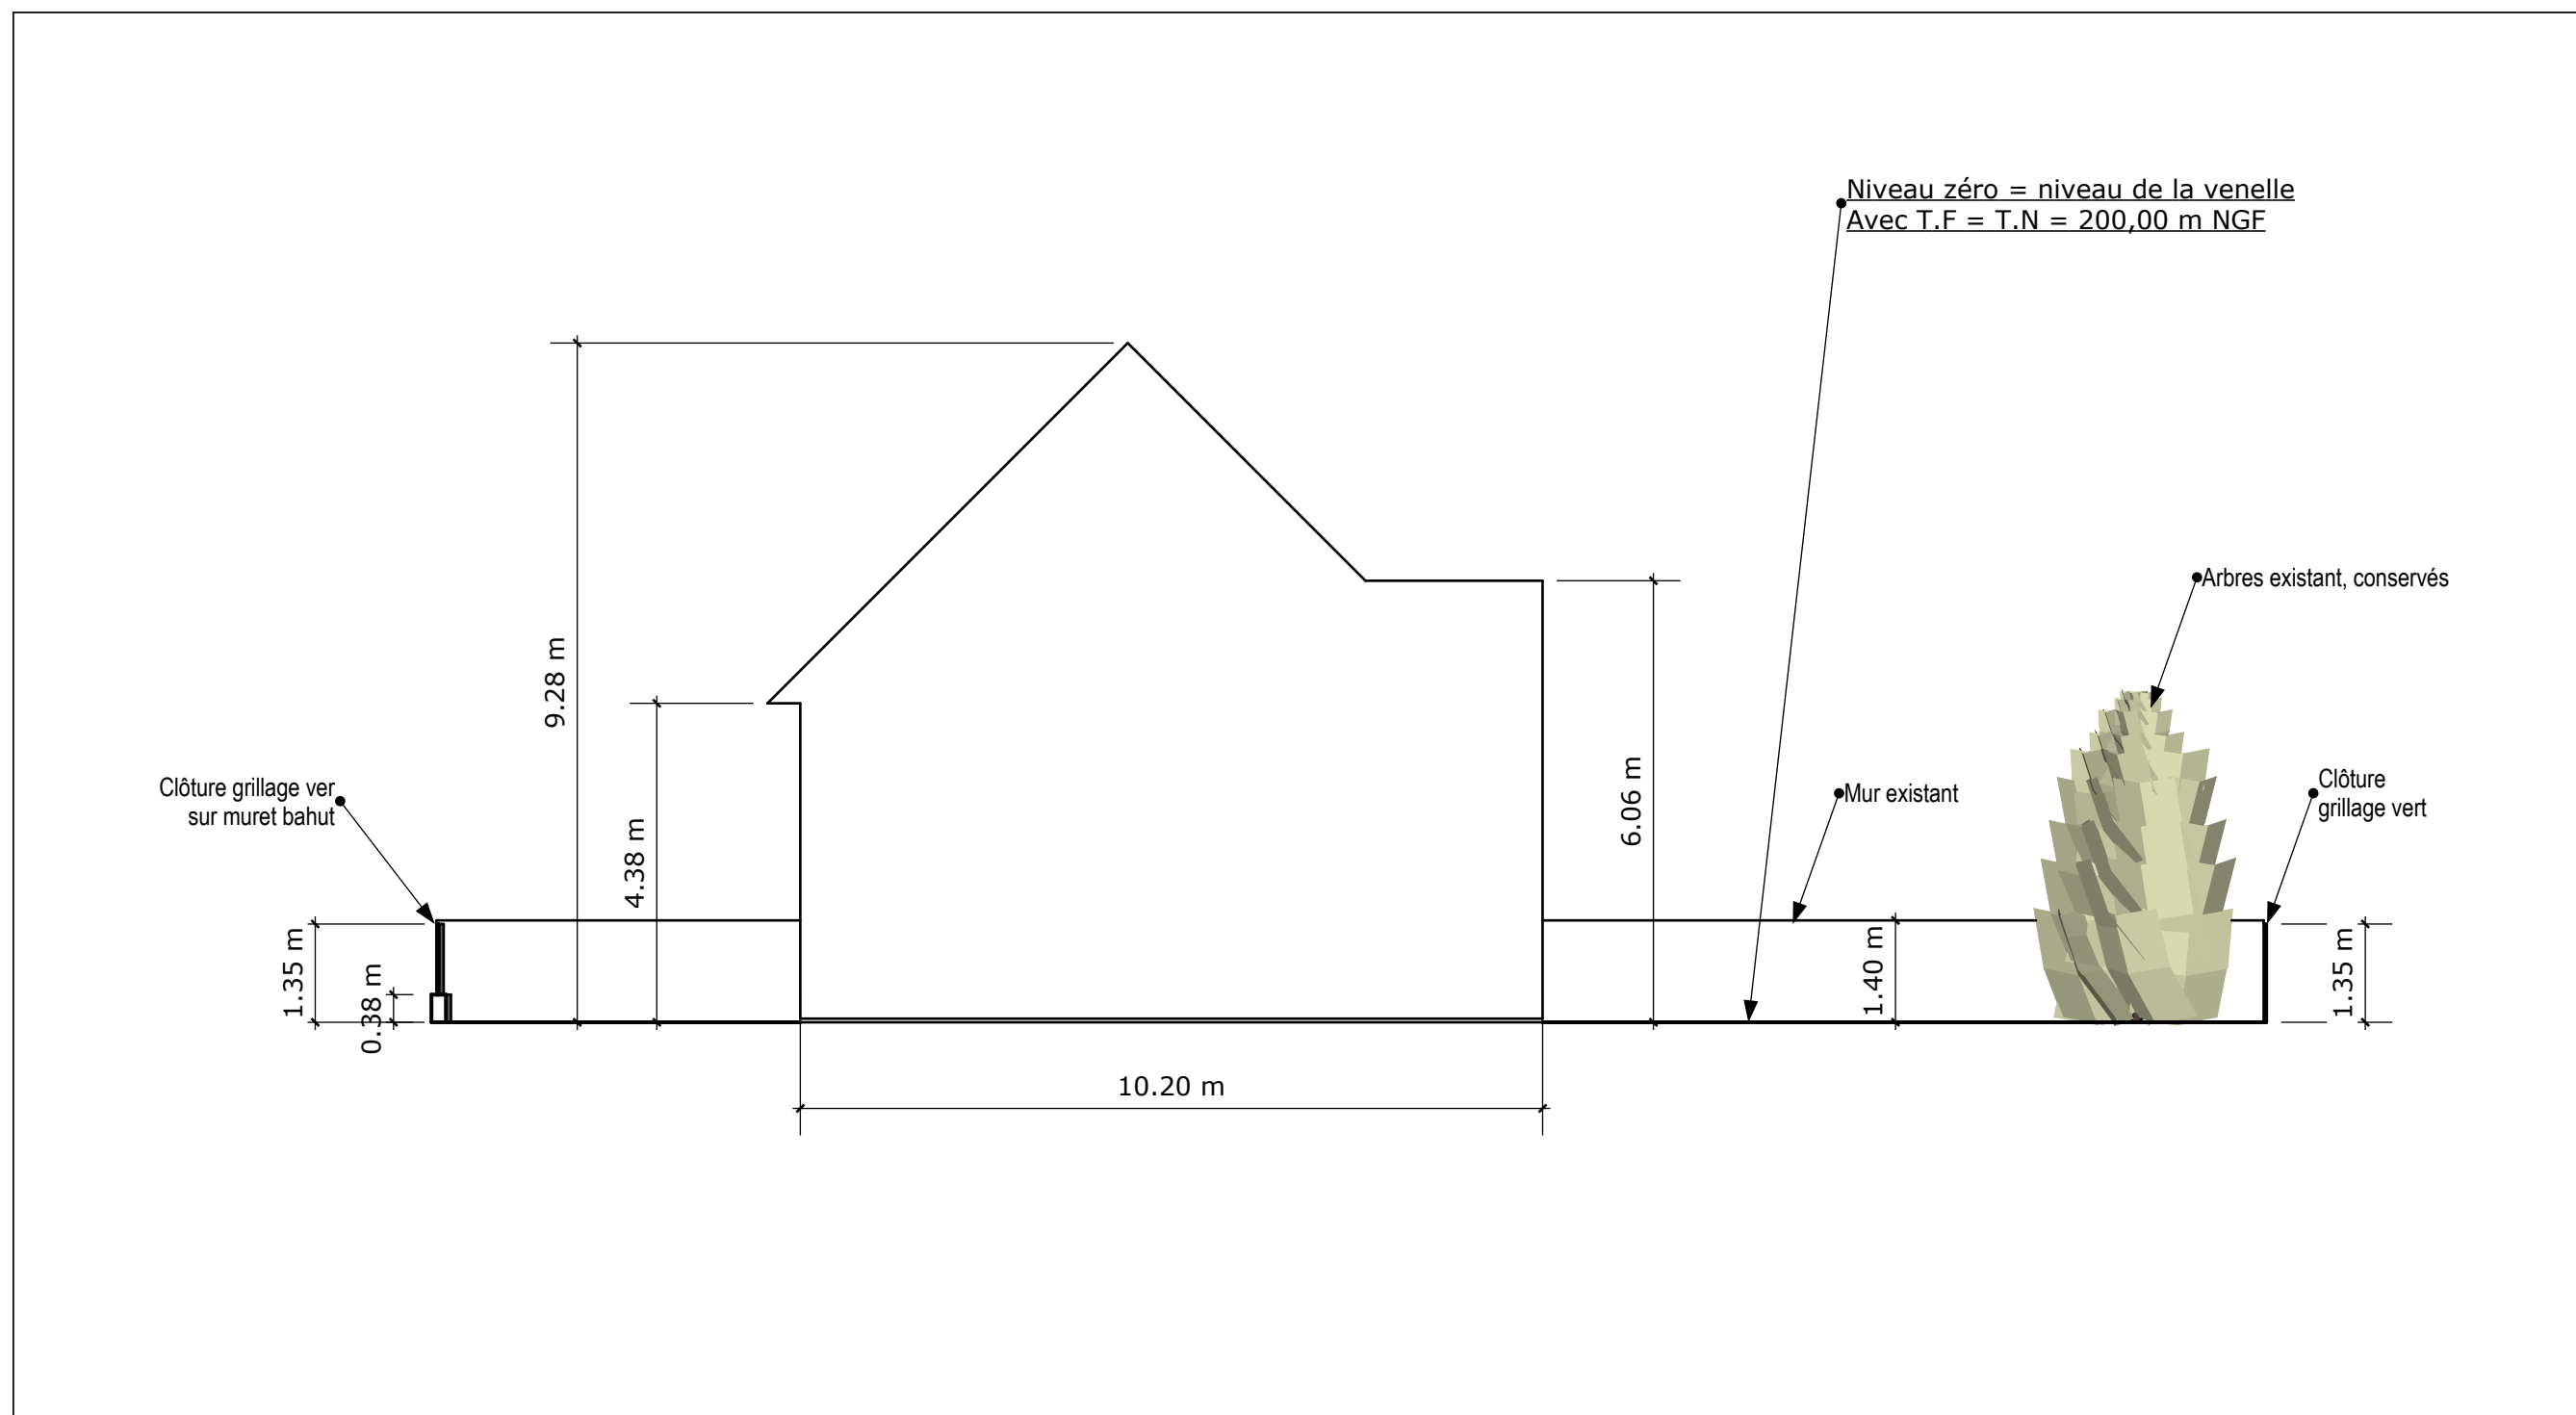 Niveau zéro = niveau de la venelle
Avec T.F = T.N = 200,00 m NGF
Arbres existant, conservés
9.28 m
Clôture grillage ver
sur muret bahut
4.38 m
6.06 m
Mur existant
Clôture
grillage vert
1.35 m
0.38 m
1.40 m
1.35 m
10.20 m